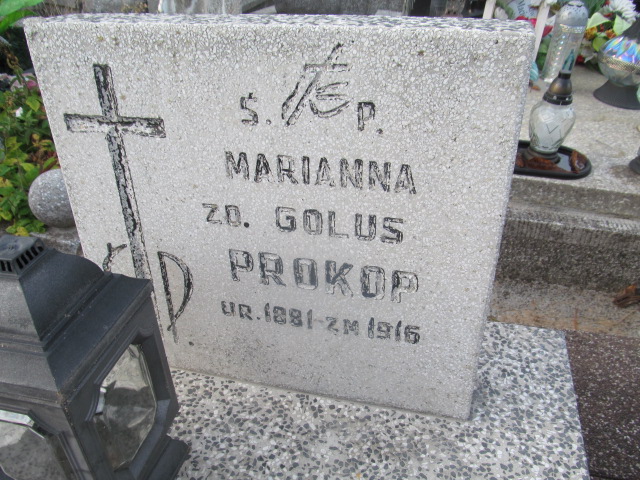 Ś. P.
MARIANNA
ZD. GOLUS
PROKOP
UR. 1881-ZM 1916